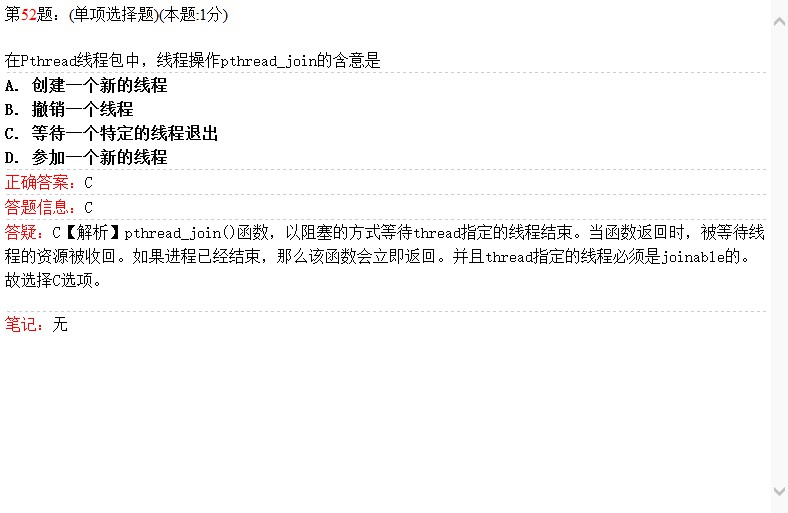 第52题：(单项选择题)(本题:1分)
在Pthread线程包中，线程操作pthread_join的含意是
A. 创建一个新的线程
B. 撤销一个线程
C. 等待一个特定的线程退出
D. 参加一个新的线程
正确答案：C
答题信息：C
答疑：C【解析】pthread_join()函数，以阻塞的方式等待thread指定的线程结束。当函数返回时，被等待线
程的资源被收回。如果进程已经结束，那么该函数会立即返回。并且thread指定的线程必须是joinable的。
故选择C选项。
笔记：无